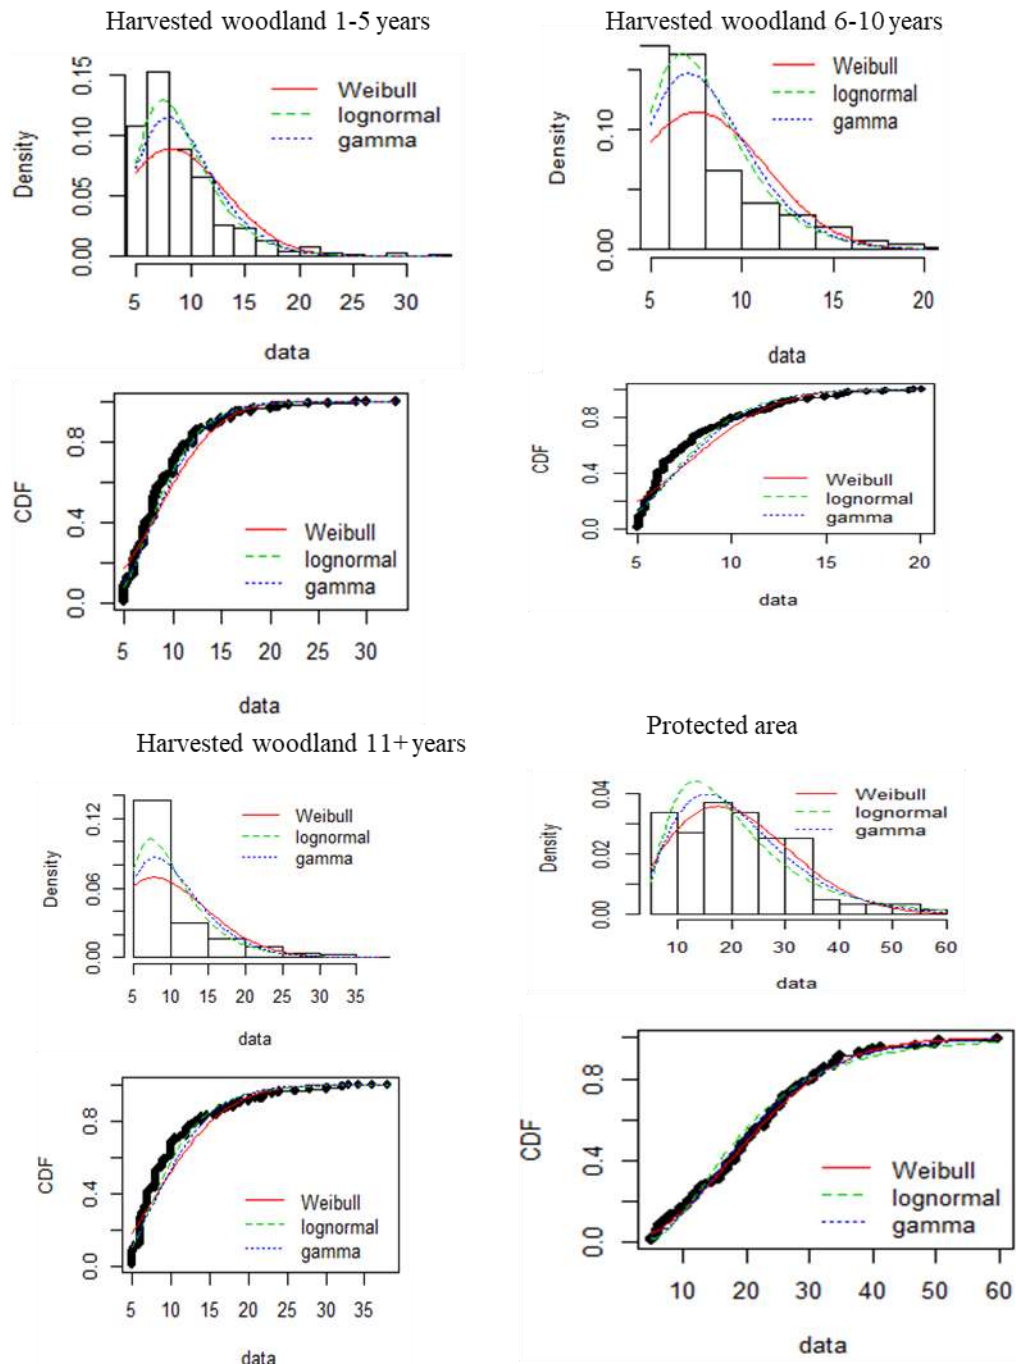 Harvested woodland 1-5 years
Harvested woodland 6-10 years
Density
0.00 0.05 0.10 0.15
Weibull
lognormal
gamma
5 10 15 20 25 30
data
Density
0.00 0.10
Weibull
lognormal
gamma
5 10 15 20
data
CDF
0.0 0.4 0.8
Weibull
lognormal
gamma
5 10 15 20 25 30
data
CDF
0.0 0.4 0.8
Weibull
lognormal
gamma
5 10 15 20
data
Harvested woodland 11+ years
Protected area
Density
0.00 0.06 0.12
Weibull
lognormal
gamma
5 10 15 20 25 30 35
data
Density
0.00 0.02 0.04
Weibull
lognormal
gamma
10 20 30 40 50 60
data
CDF
0.0 0.4 0.8
Weibull
lognormal
gamma
5 10 15 20 25 30 35
data
CDF
0.0 0.4 0.8
Weibull
lognormal
gamma
10 20 30 40 50 60
data